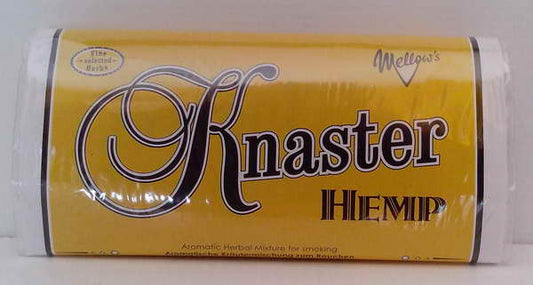 Fine
selected
Herbs
Mellow's
Knaster
HEMP
Aromatic Herbal Mixture for smoking
Aromatische Kräutermischung zum Rauchen